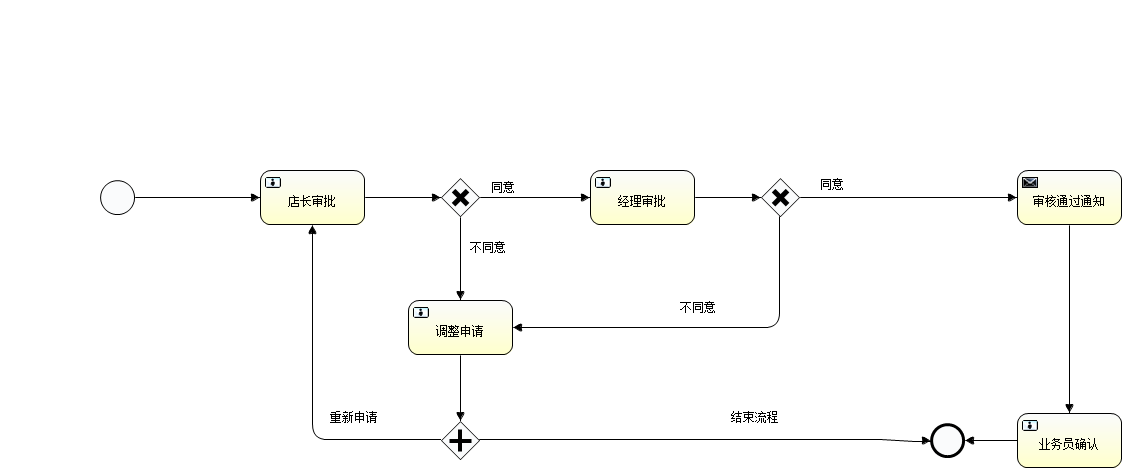 同意
同意
店长审批
经理审批
审核通过通知
不同意
不同意
调整申请
重新申请
结束流程
业务员确认